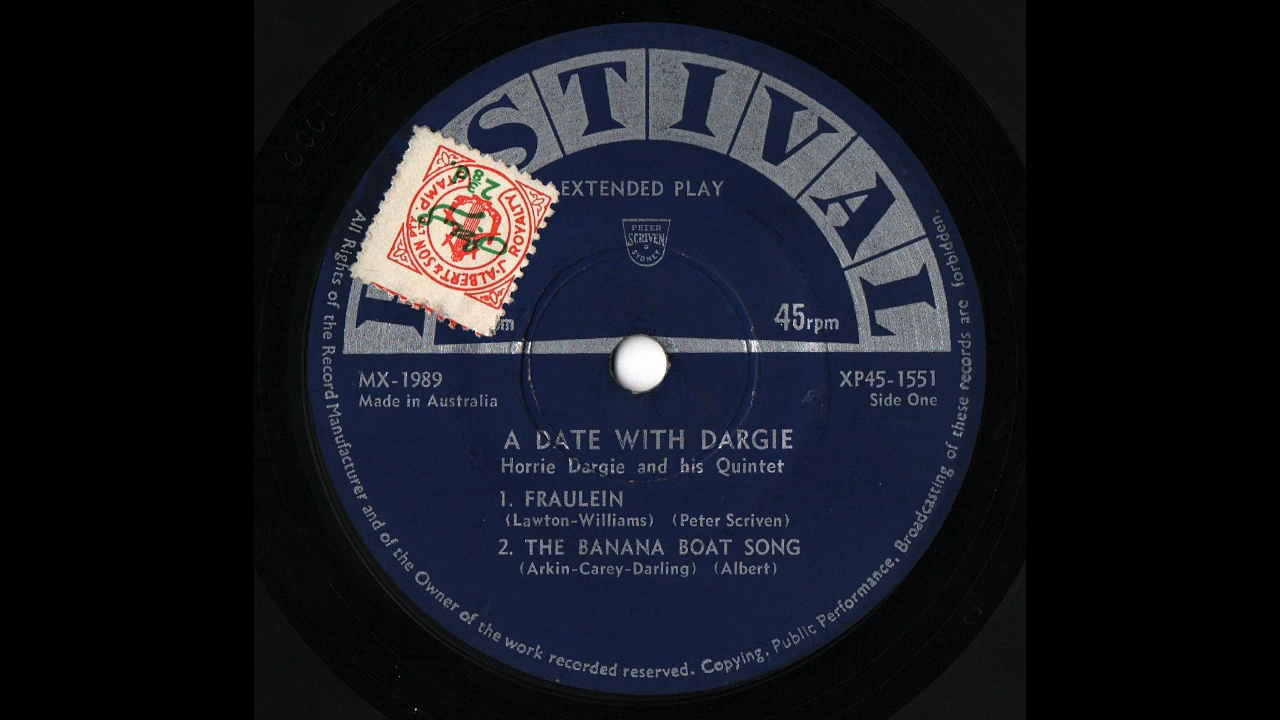 STIVAL
EXTENDED PLAY
PETER
SCRIVEN
SYDNEY
J. ALBERT & SON PTY. LTD
ROYALTY STAMP
45rpm
MX-1989
XP45-1551
Made in Australia
Side One
A DATE WITH DARGIE
Horrie Dargie and his Quintet
1. FRAULEIN
(Lawton-Williams) (Peter Scriven)
2. THE BANANA BOAT SONG
(Arkin-Carey-Darling) (Albert)
All Rights of the Record Manufacturer and of the Owner of the work recorded reserved. Copying, Public Performance, Broadcasting of these records are forbidden.